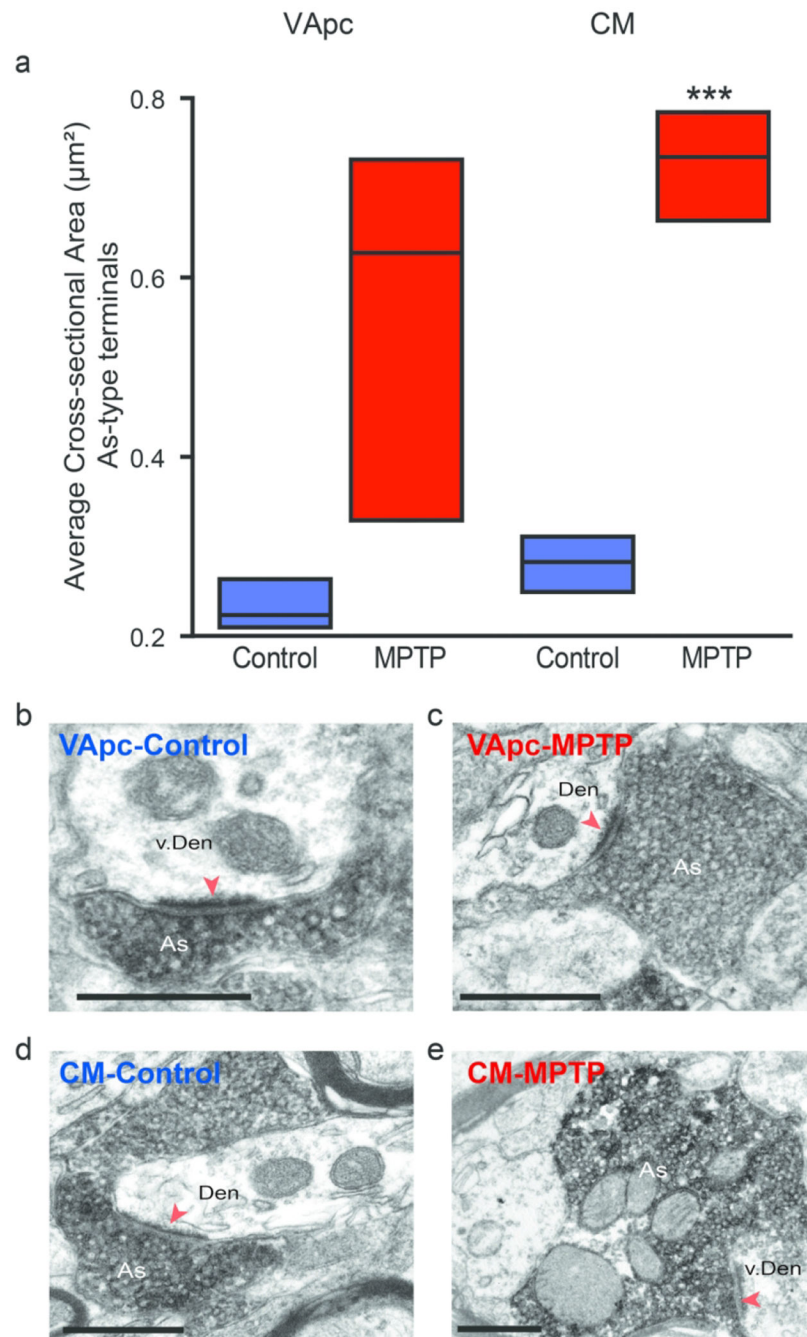 VApc CM
a
***
Average Cross-sectional Area (µm²)
As-type terminals
0.8
0.6
0.4
0.2
Control MPTP Control MPTP
b
VApc-Control
v.Den
As
c
VApc-MPTP
Den
As
d
CM-Control
Den
As
e
CM-MPTP
As
v.Den